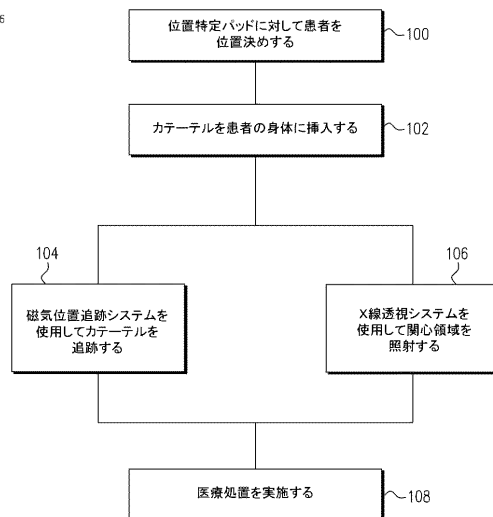 位置特定パッドに対して患者を
位置決めする
100
カテーテルを患者の身体に挿入する
102
104
磁気位置追跡システムを
使用してカテーテルを
追跡する
106
X線透視システムを
使用して関心領域を
照射する
医療処置を実施する
108